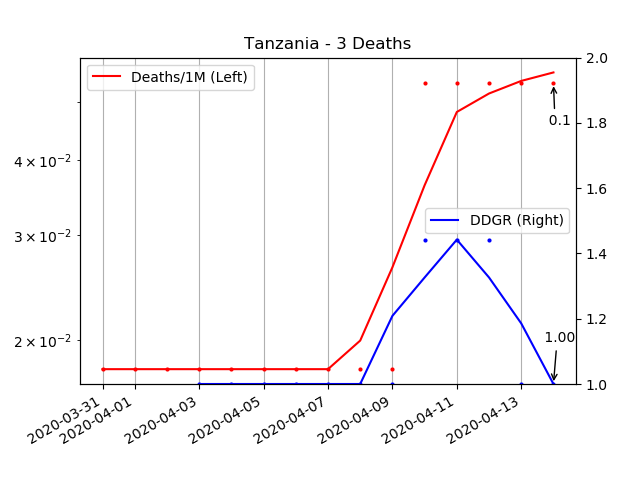 Tanzania - 3 Deaths
Deaths/1M (Left)
DDGR (Right)
0.1
1.00
4 × 10⁻²
3 × 10⁻²
2 × 10⁻²
2.0
1.8
1.6
1.4
1.2
1.0
2020-03-31
2020-04-01
2020-04-03
2020-04-05
2020-04-07
2020-04-09
2020-04-11
2020-04-13